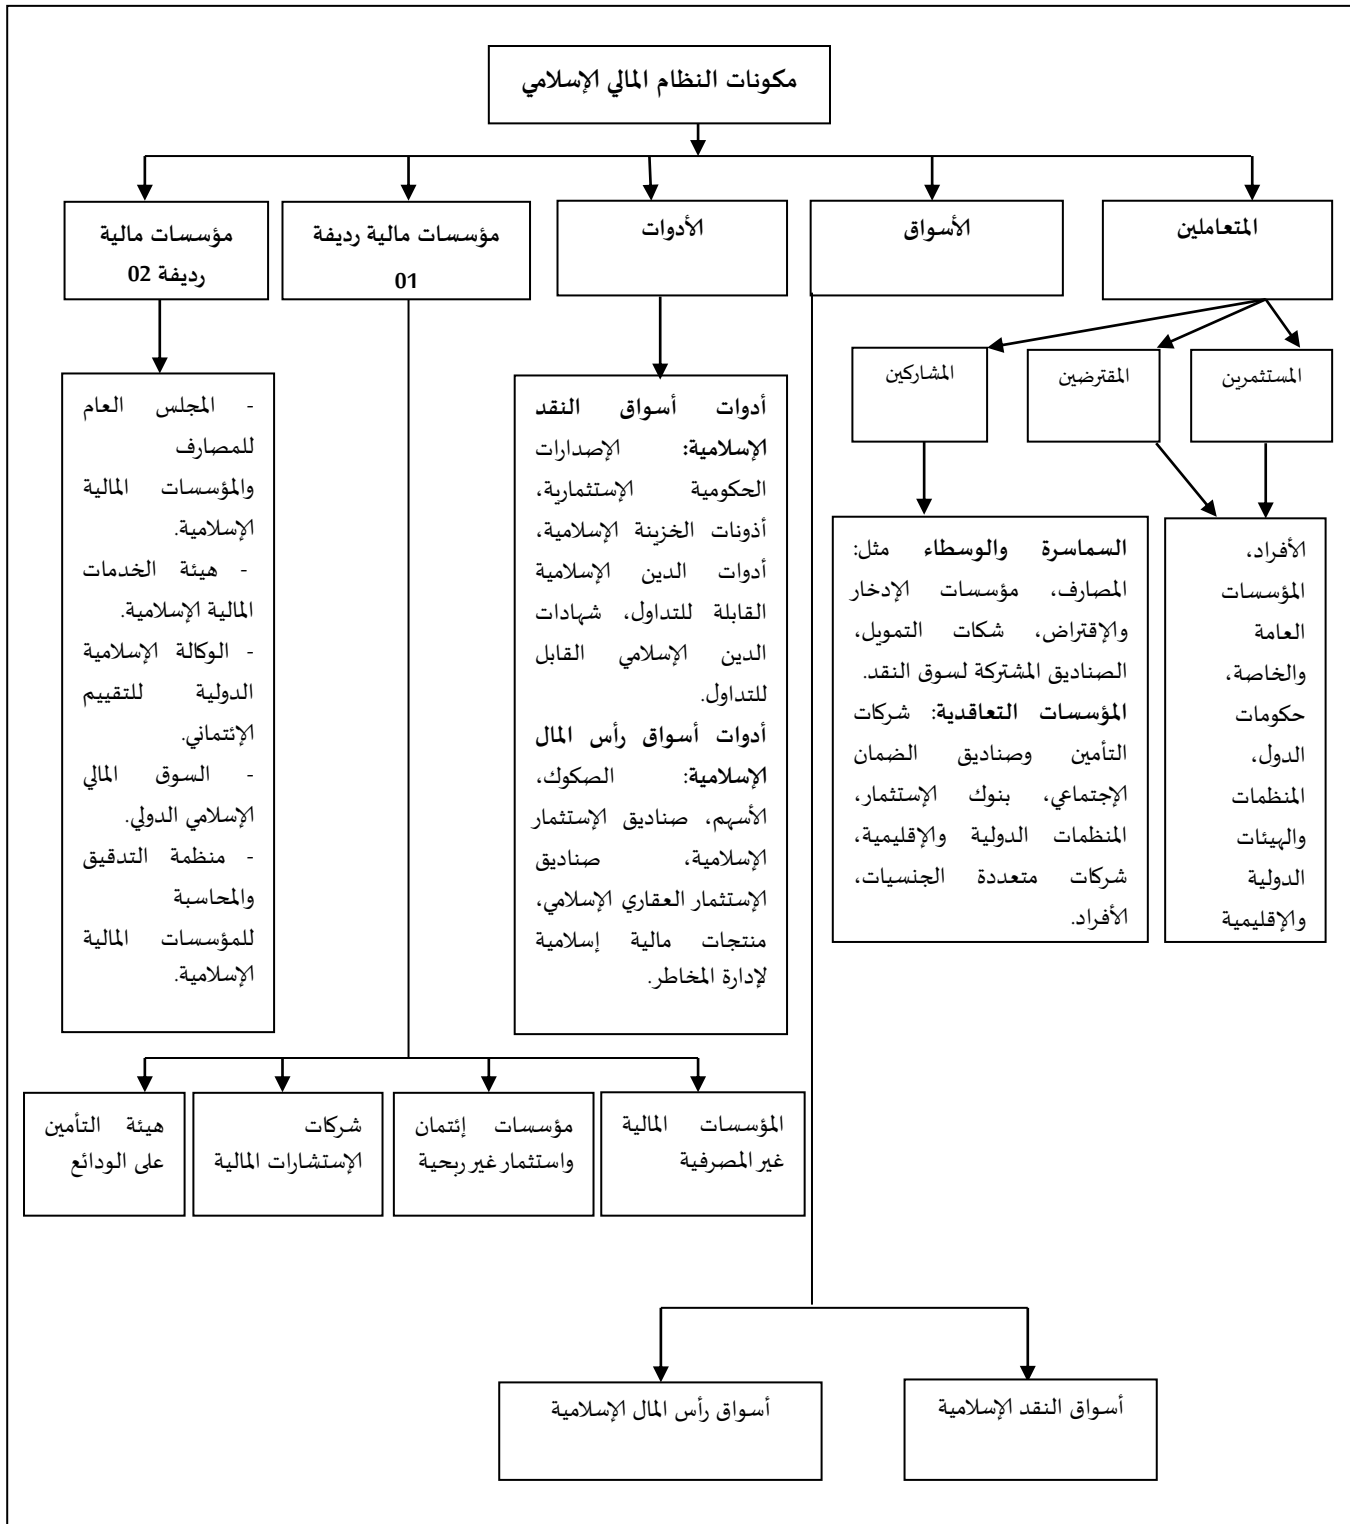 مكونات النظام المالي الإسلامي
المتعاملين
الأسواق
الأدوات
مؤسسات مالية رديفة
01
مؤسسات مالية
رديفة 02
المستثمرين
المقترضين
المشاركين
الأفراد،
المؤسسات
العامة
والخاصة،
حكومات
الدول،
المنظمات
والهيئات
الدولية
والإقليمية
السماسرة والوسطاء مثل:
المصارف، مؤسسات الإدخار
والإقتراض، شكات التمويل،
الصناديق المشتركة لسوق النقد.
المؤسسات التعاقدية: شركات
التأمين وصناديق الضمان
الإجتماعي، بنوك الإستثمار،
المنظمات الدولية والإقليمية،
شركات متعددة الجنسيات،
الأفراد.
أدوات أسواق النقد
الإسلامية: الإصدارات
الحكومية الإستثمارية،
أذونات الخزينة الإسلامية،
أدوات الدين الإسلامية
القابلة للتداول، شهادات
الدين الإسلامي القابل
للتداول.
أدوات أسواق رأس المال
الإسلامية: الصكوك،
الأسهم، صناديق الإستثمار
الإسلامية، صناديق
الإستثمار العقاري الإسلامي،
منتجات مالية إسلامية
لإدارة المخاطر.
- المجلس العام
للمصارف
والمؤسسات المالية
الإسلامية.
- هيئة الخدمات
المالية الإسلامية.
- الوكالة الإسلامية
الدولية للتقييم
الإئتماني.
- السوق المالي
الإسلامي الدولي.
- منظمة التدقيق
والمحاسبة
للمؤسسات المالية
الإسلامية.
المؤسسات المالية
غير المصرفية
مؤسسات إئتمان
واستثمار غير ربحية
شركات
الإستشارات المالية
هيئة التأمين
على الودائع
أسواق النقد الإسلامية
أسواق رأس المال الإسلامية